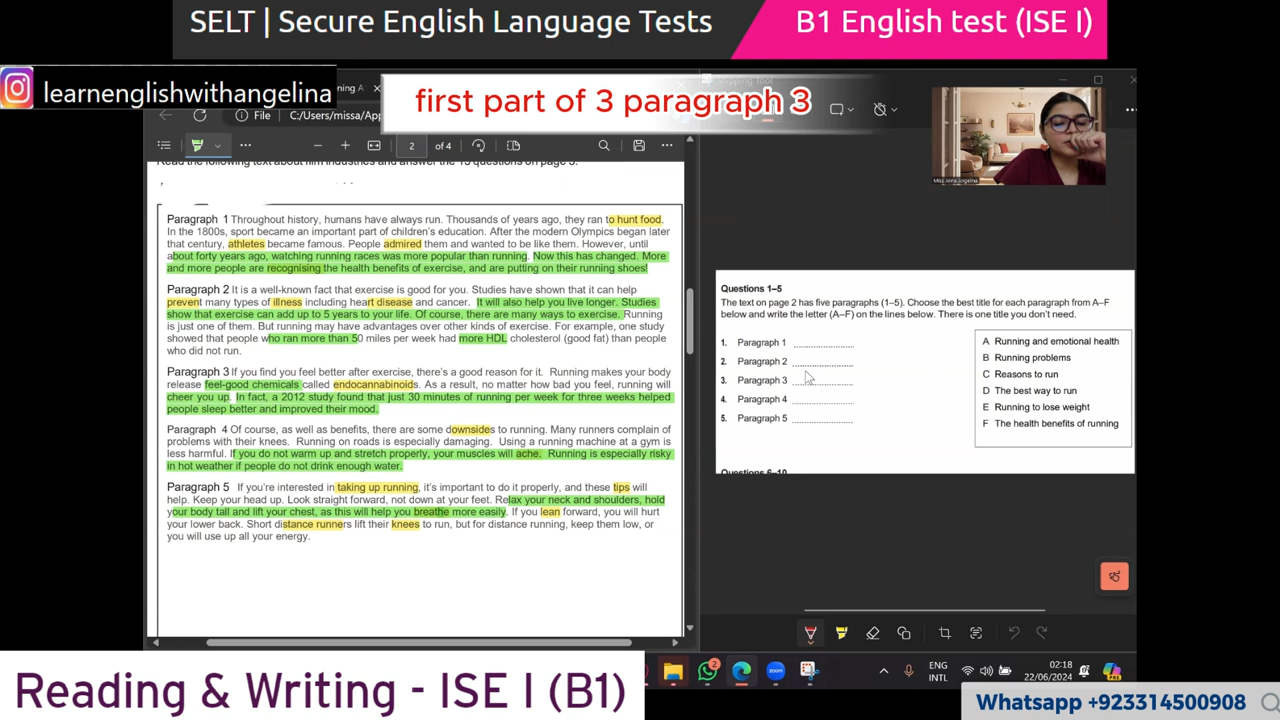 SELT | Secure English Language Tests
B1 English test (ISE I)
learnenglishwithangelina
first part of 3 paragraph 3
File
C:/Users/missa/App
2
of 4
Read the following text about film industries and answer the 15 questions on page 3.
Paragraph 1 Throughout history, humans have always run. Thousands of years ago, they ran to hunt food.
In the 1800s, sport became an important part of children's education. After the modern Olympics began later
that century, athletes became famous. People admired them and wanted to be like them. However, until
about forty years ago, watching running races was more popular than running. Now this has changed. More
and more people are recognising the health benefits of exercise, and are putting on their running shoes!
Paragraph 2 It is a well-known fact that exercise is good for you. Studies have shown that it can help
prevent many types of illness including heart disease and cancer. It will also help you live longer. Studies
show that exercise can add up to 5 years to your life. Of course, there are many ways to exercise. Running
is just one of them. But running may have advantages over other kinds of exercise. For example, one study
showed that people who ran more than 50 miles per week had more HDL cholesterol (good fat) than people
who did not run.
Paragraph 3 If you find you feel better after exercise, there's a good reason for it. Running makes your body
release feel-good chemicals called endocannabinoids. As a result, no matter how bad you feel, running will
cheer you up. In fact, a 2012 study found that just 30 minutes of running per week for three weeks helped
people sleep better and improved their mood.
Paragraph 4 Of course, as well as benefits, there are some downsides to running. Many runners complain of
problems with their knees. Running on roads is especially damaging. Using a running machine at a gym is
less harmful. If you do not warm up and stretch properly, your muscles will ache. Running is especially risky
in hot weather if people do not drink enough water.
Paragraph 5 If you're interested in taking up running, it's important to do it properly, and these tips will
help. Keep your head up. Look straight forward, not down at your feet. Relax your neck and shoulders, hold
your body tall and lift your chest, as this will help you breathe more easily. If you lean forward, you will hurt
your lower back. Short distance runners lift their knees to run, but for distance running, keep them low, or
you will use up all your energy.
Miss Anna Angelina
Questions 1–5
The text on page 2 has five paragraphs (1–5). Choose the best title for each paragraph from A–F
below and write the letter (A–F) on the lines below. There is one title you don't need.
1. Paragraph 1
2. Paragraph 2
3. Paragraph 3
4. Paragraph 4
5. Paragraph 5
A Running and emotional health
B Running problems
C Reasons to run
D The best way to run
E Running to lose weight
F The health benefits of running
Questions 6–10
2
zoom
ENG
INTL
02:18
22/06/2024
PRE
Reading & Writing - ISE I (B1)
Whatsapp +923314500908